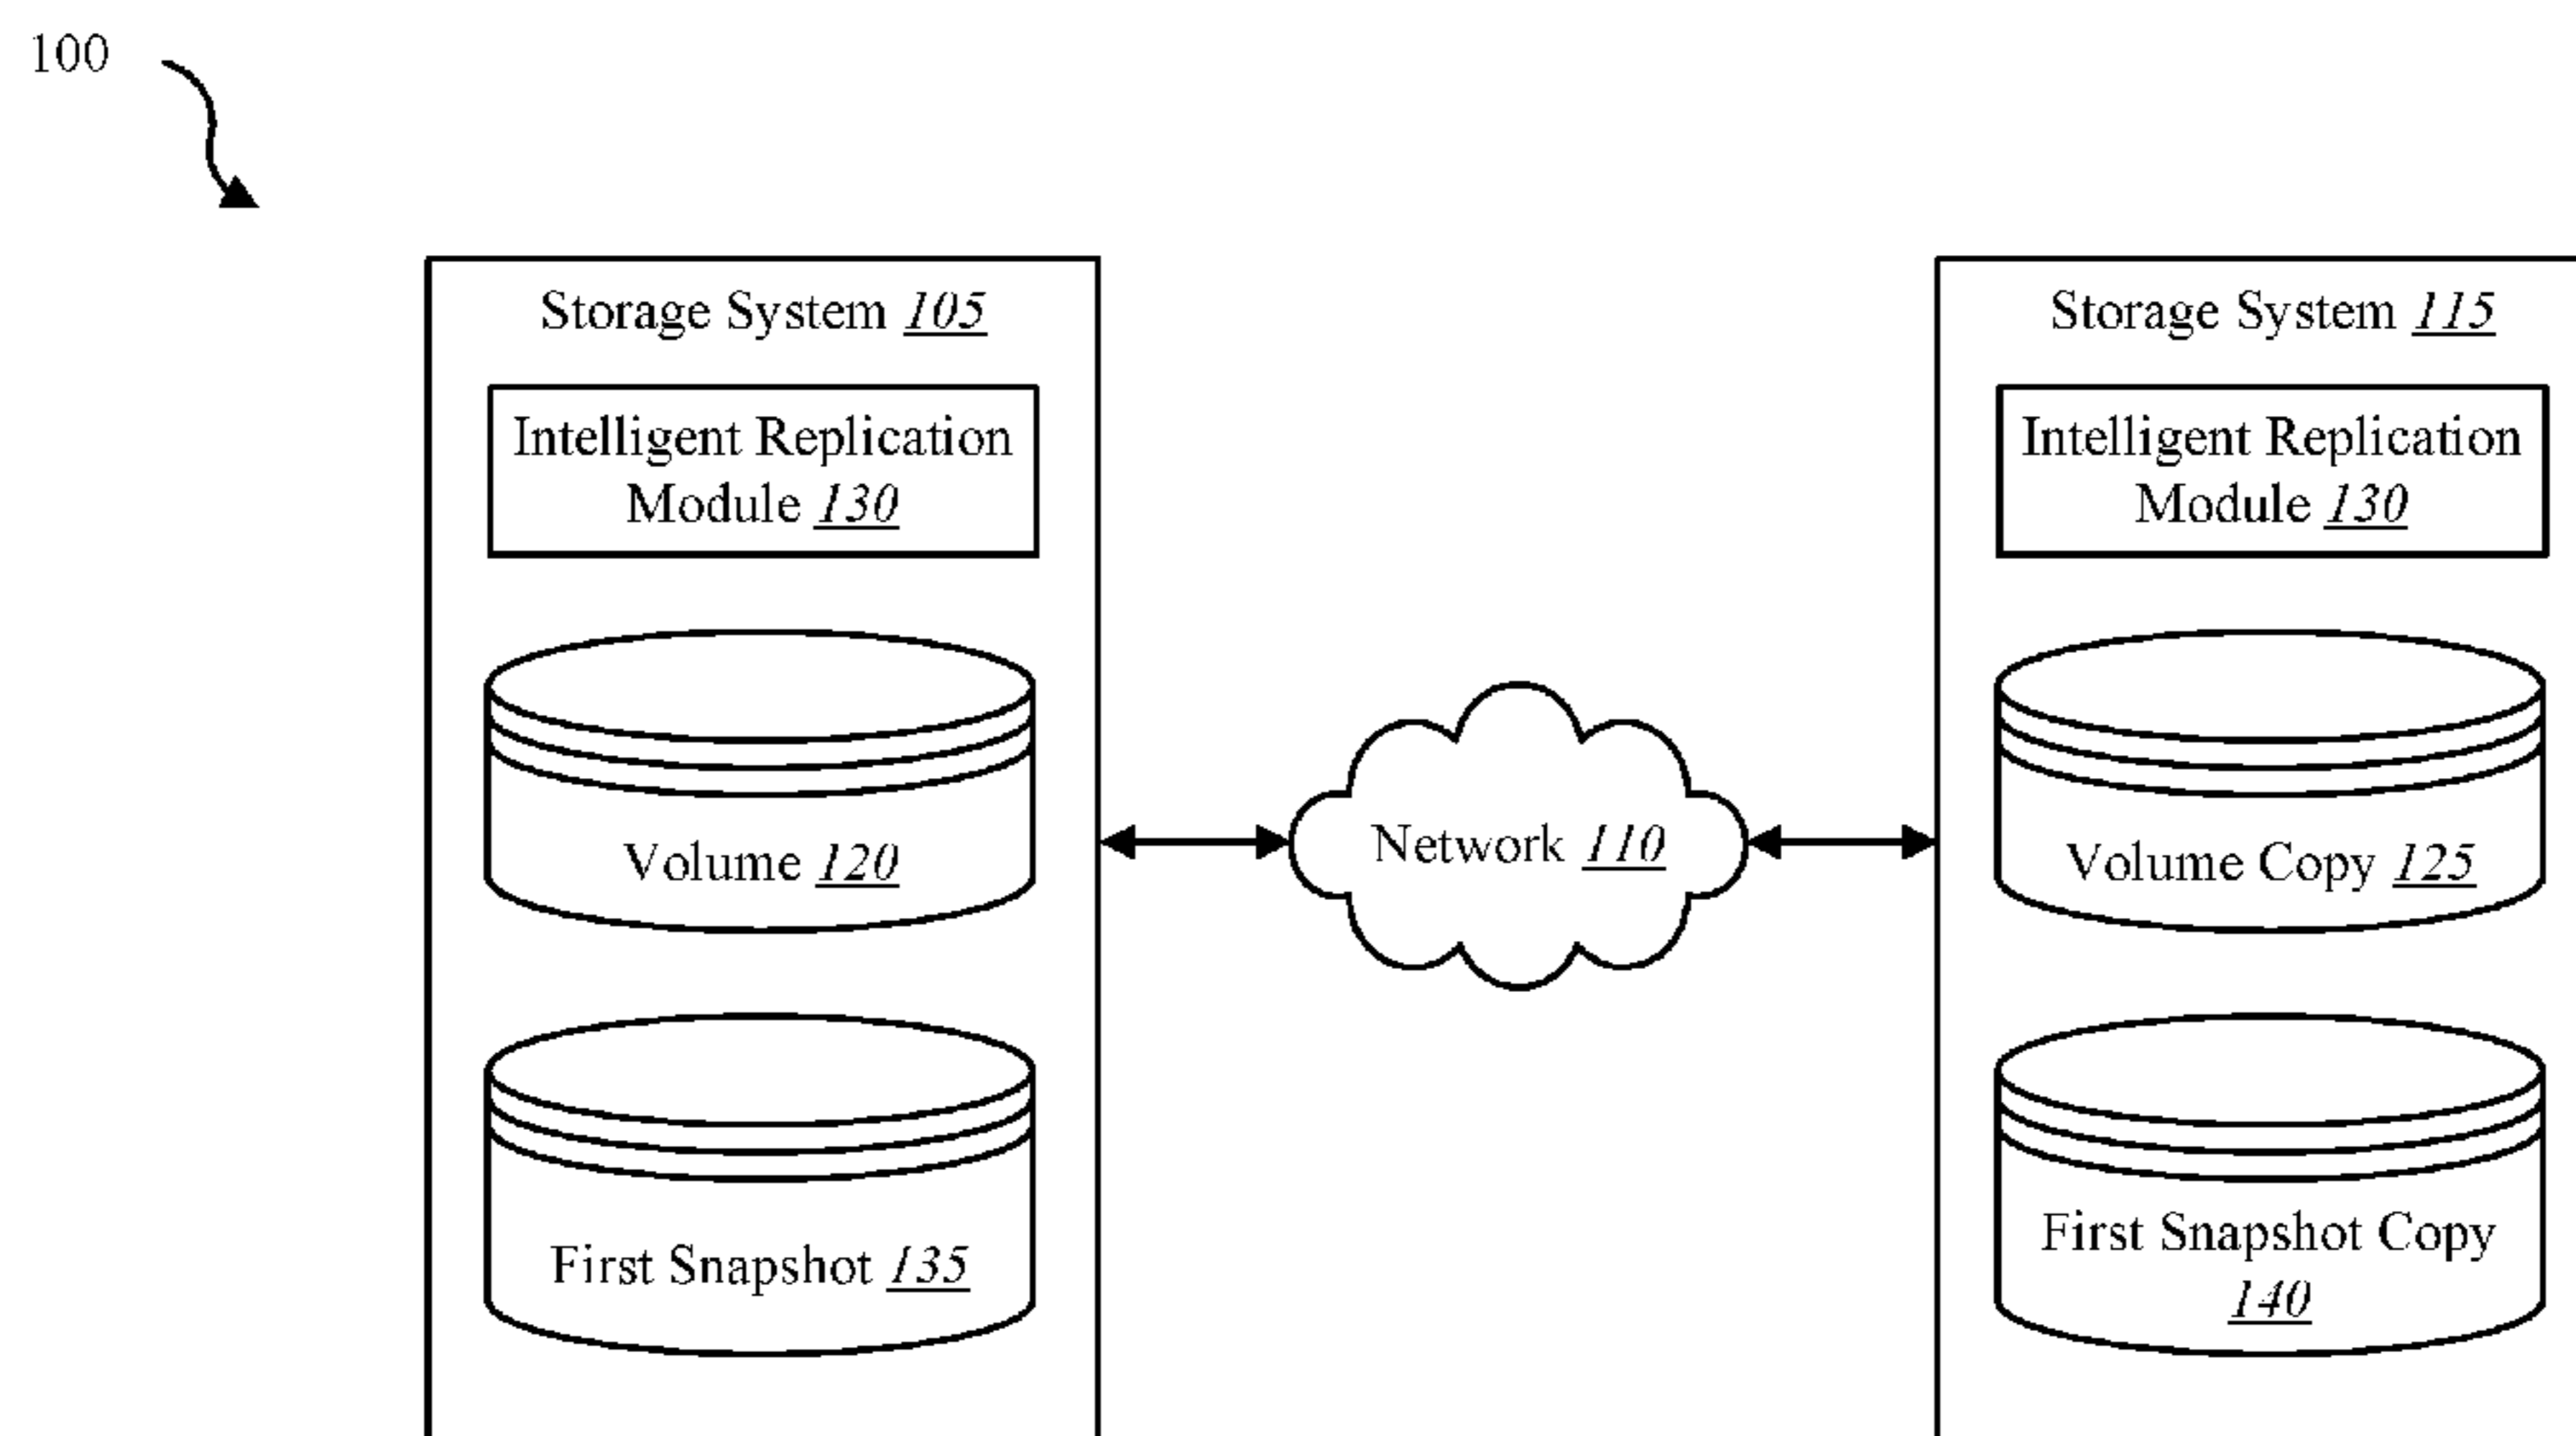 100
Storage System 105
Intelligent Replication
Module 130
Volume 120
First Snapshot 135
Network 110
Storage System 115
Intelligent Replication
Module 130
Volume Copy 125
First Snapshot Copy
140